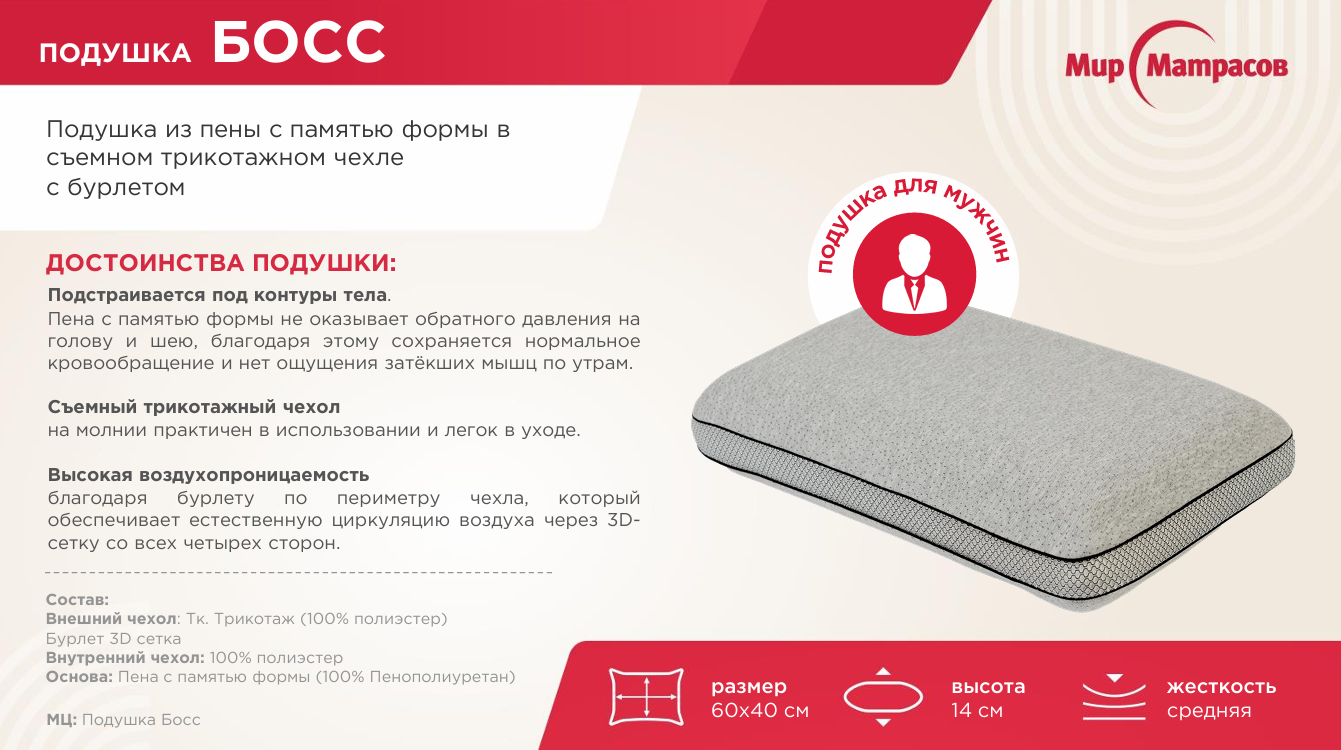 ПОДУШКА БОСС
Мир Матрасов
Подушка из пены с памятью формы в
съемном трикотажном чехле
с бурлетом
подушка для мужчин
ДОСТОИНСТВА ПОДУШКИ:
Подстраивается под контуры тела.
Пена с памятью формы не оказывает обратного давления на
голову и шею, благодаря этому сохраняется нормальное
кровообращение и нет ощущения затёкших мышц по утрам.
Съемный трикотажный чехол
на молнии практичен в использовании и легок в уходе.
Высокая воздухопроницаемость
благодаря бурлету по периметру чехла, который
обеспечивает естественную циркуляцию воздуха через 3D-
сетку со всех четырех сторон.
Состав:
Внешний чехол: Тк. Трикотаж (100% полиэстер)
Бурлет 3D сетка
Внутренний чехол: 100% полиэстер
Основа: Пена с памятью формы (100% Пенополиуретан)
МЦ: Подушка Босс
размер
60х40 см
высота
14 см
жесткость
средняя